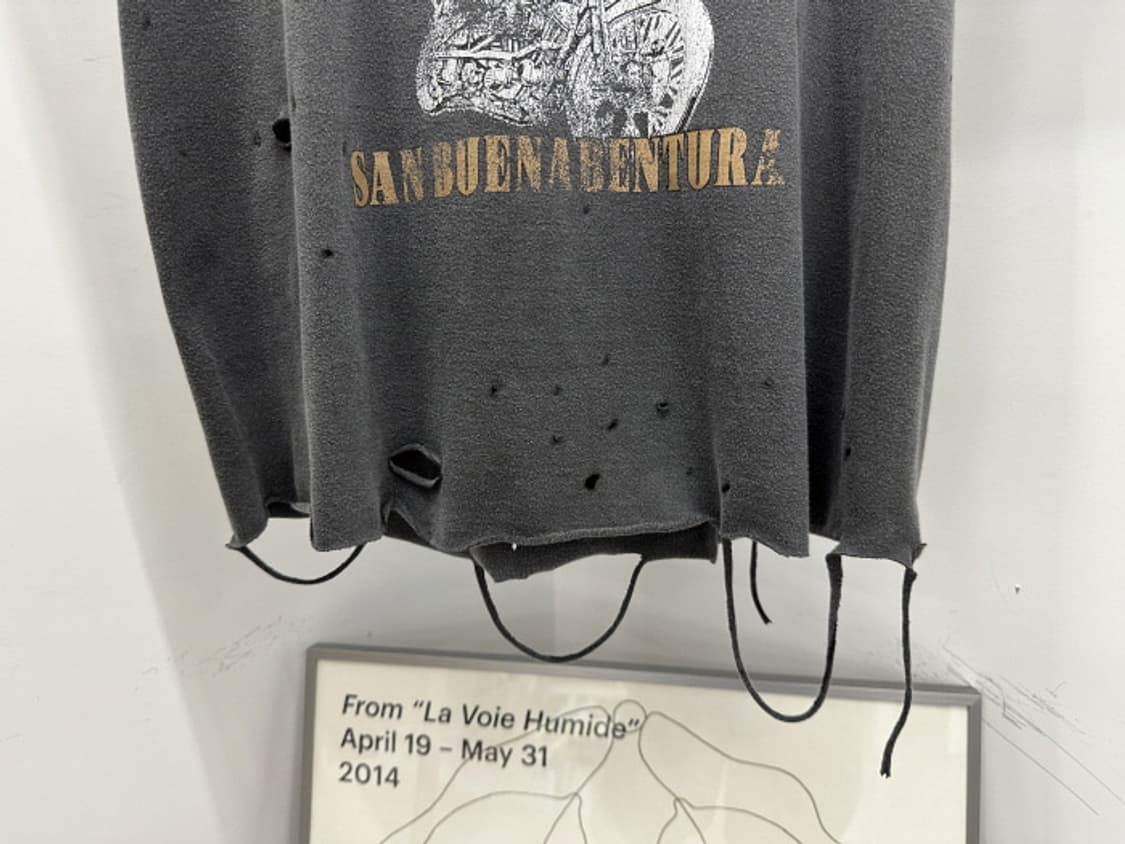 SAN BUENABENTURA
From "La Voie Humide"
April 19 – May 31
2014